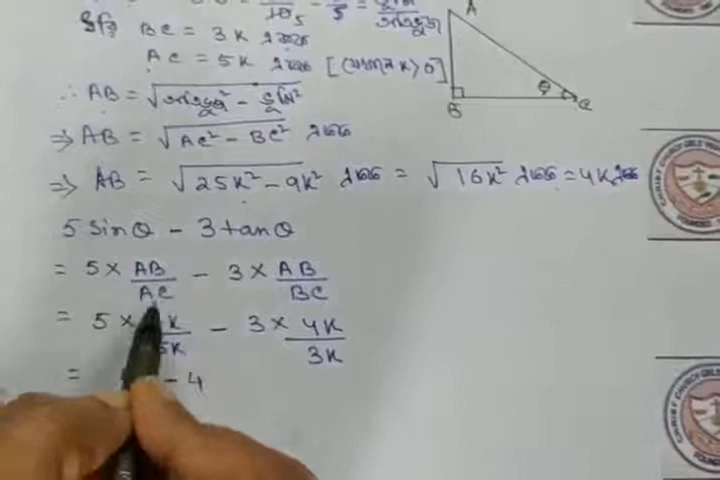 ধরি BC = 3K একক
AC = 5K একক [যেখানে K > 0]
∴ AB = √অতিভুজ² - ভূমি²
⇒ AB = √AC² - BC² একক
⇒ AB = √25K² - 9K² একক = √16K² একক = 4K একক
5 sinθ - 3 tanθ
= 5 × AB/AC - 3 × AB/BC
= 5 × K/5K - 3 × 4K/3K
= - 4
A
B
C
θ